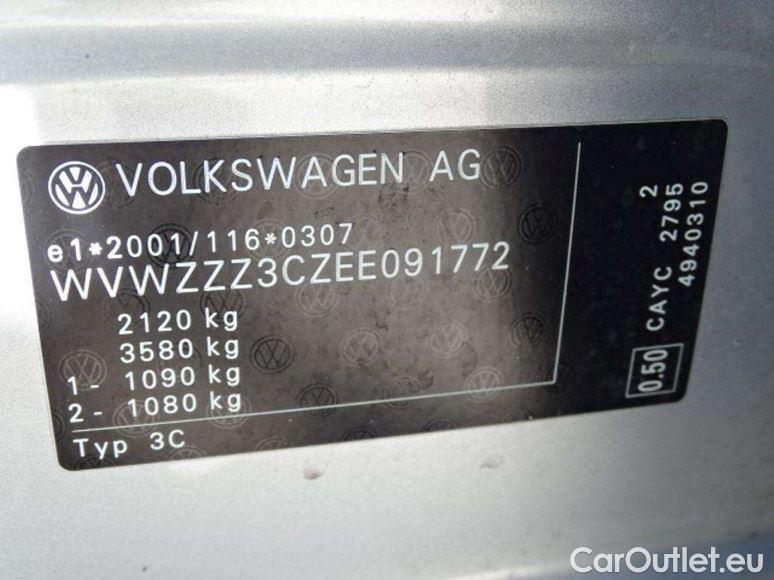 VOLKSWAGEN AG
e1*2001/116*0307
WVWZZZ3CZEE091772
2120 kg
3580 kg
1 - 1090 kg
2 - 1080 kg
Typ 3C
2
CAYC 2795
4940310
0.50
CarOutlet.eu